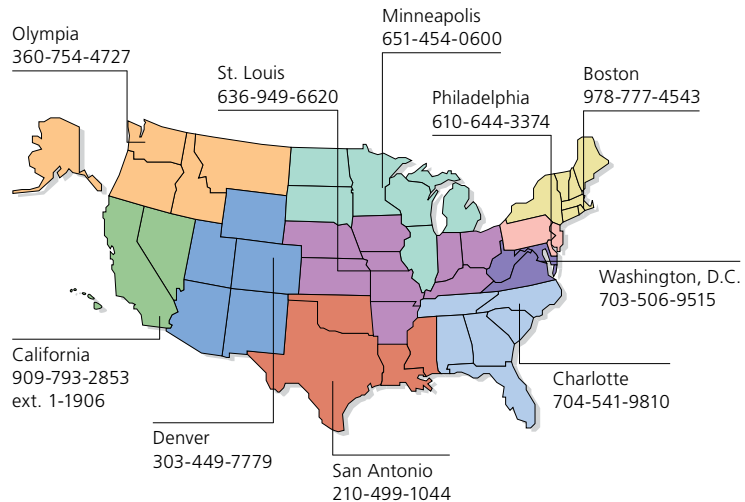 Minneapolis
651-454-0600
Olympia
360-754-4727
St. Louis
636-949-6620
Boston
978-777-4543
Philadelphia
610-644-3374
Washington, D.C.
703-506-9515
California
909-793-2853
ext. 1-1906
Charlotte
704-541-9810
Denver
303-449-7779
San Antonio
210-499-1044